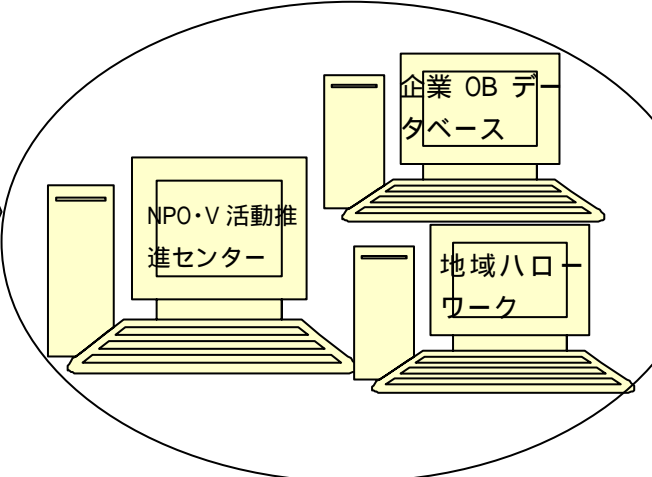 企業 OB デー
タベース
NPO・V 活動推
進センター
地域ハロー
ワーク